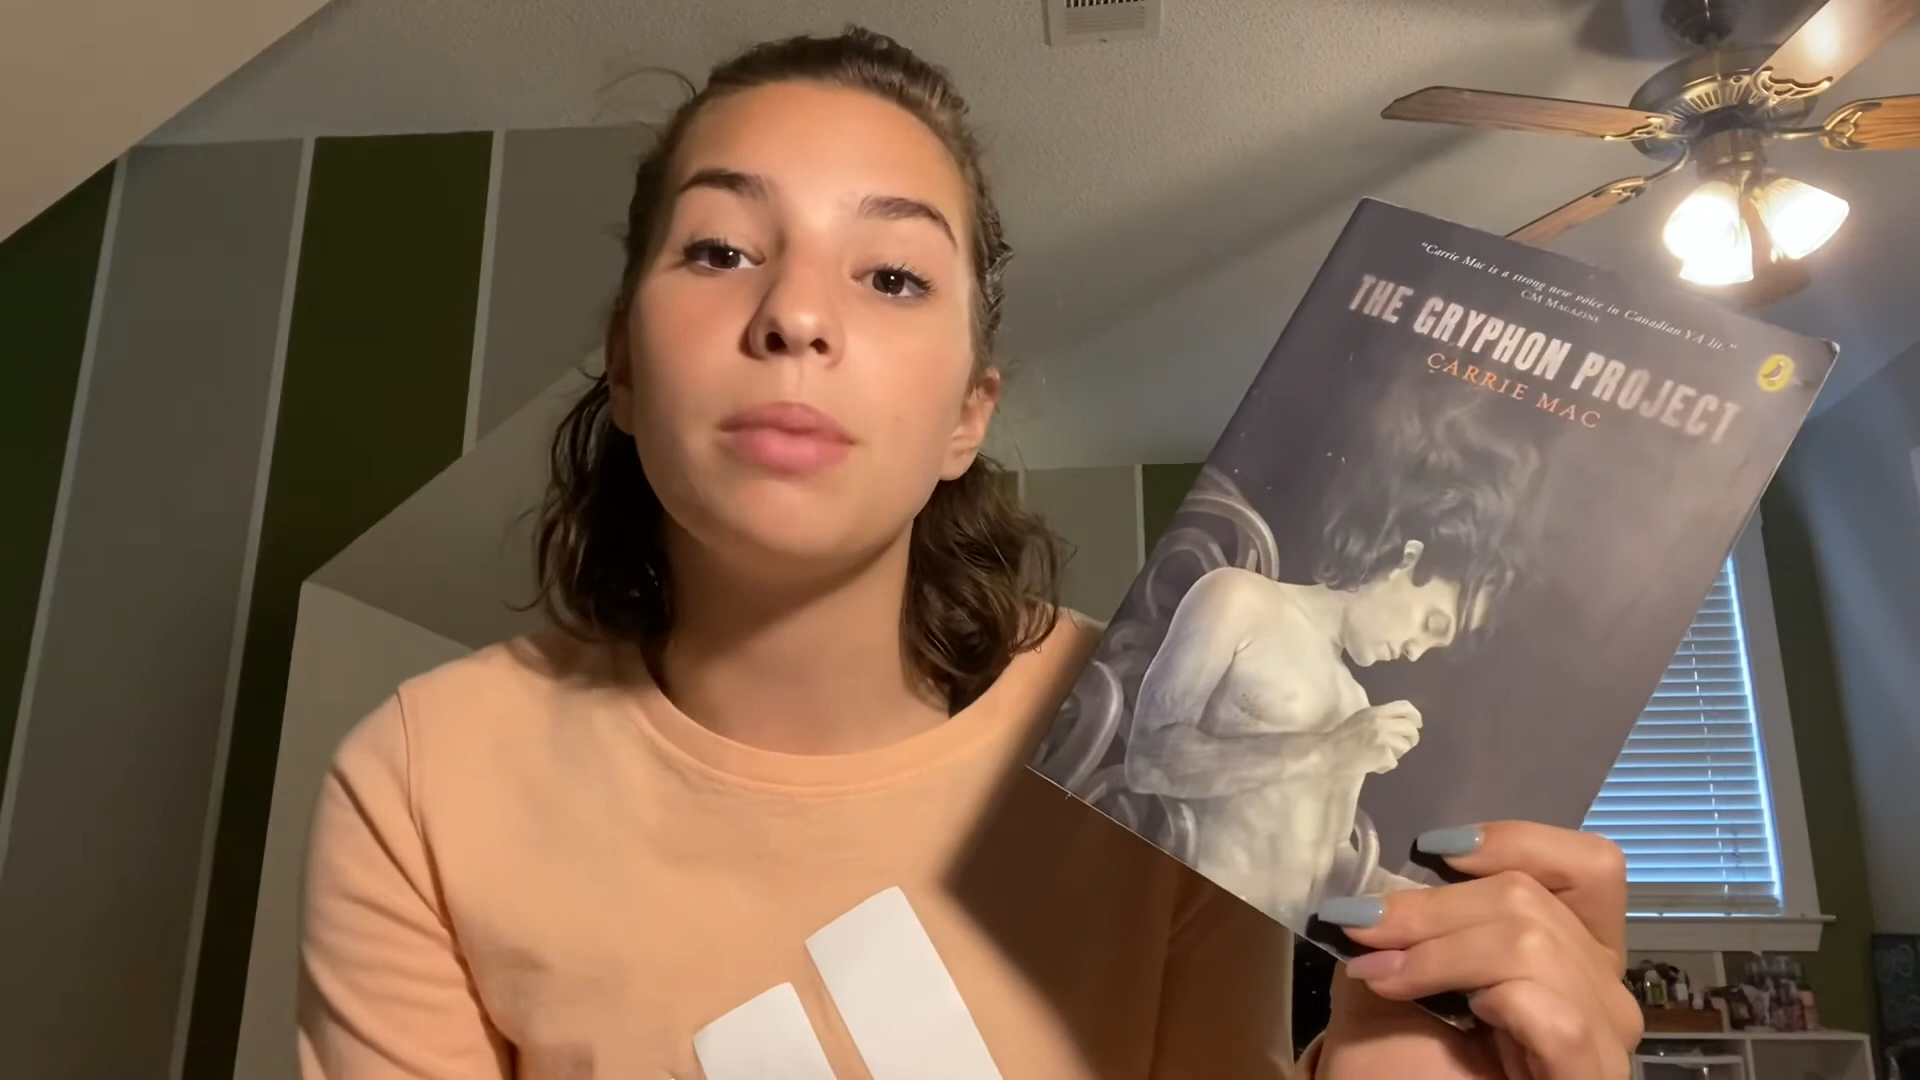 "Carrie Mac is a strong new voice in Canadian YA lit."
CM Magazine
THE GRYPHON PROJECT
CARRIE MAC